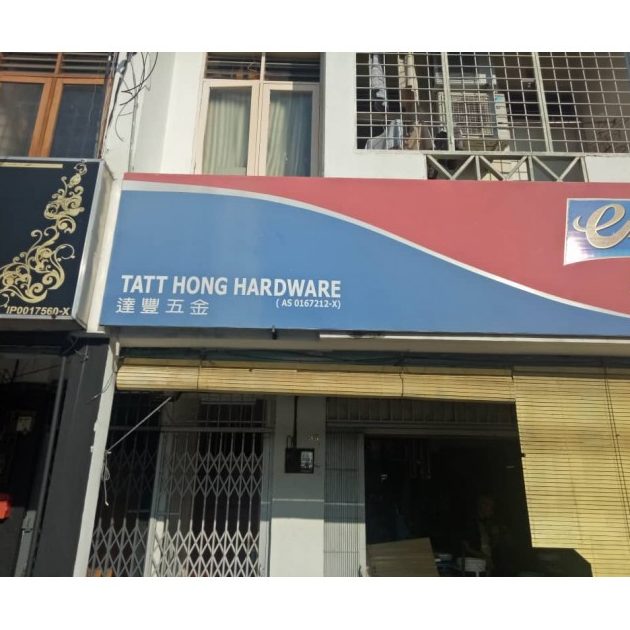 TATT HONG HARDWARE
( AS 0167212-X)
達豐五金
IP0017560-X